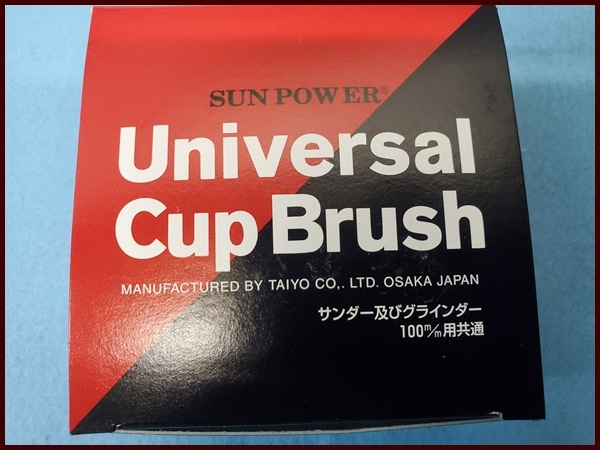 SUN POWER®
Universal
Cup Brush
MANUFACTURED BY TAIYO CO,. LTD. OSAKA JAPAN
サンダー及びグラインダー
100m/m用共通